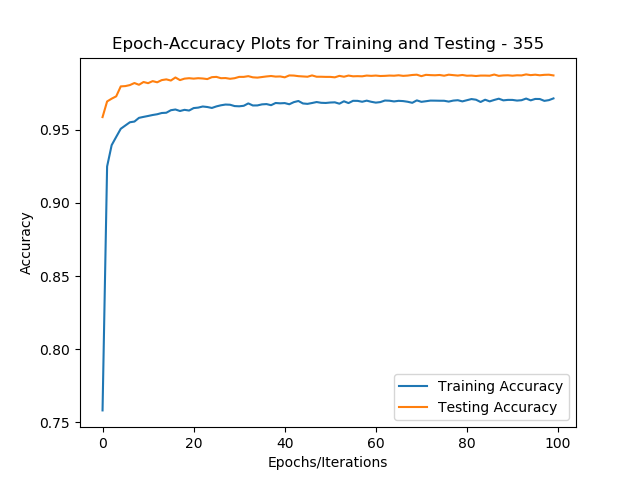 Epoch-Accuracy Plots for Training and Testing - 355
0.95
0.90
0.85
0.80
0.75
Accuracy
0
20
40
60
80
100
Epochs/Iterations
Training Accuracy
Testing Accuracy